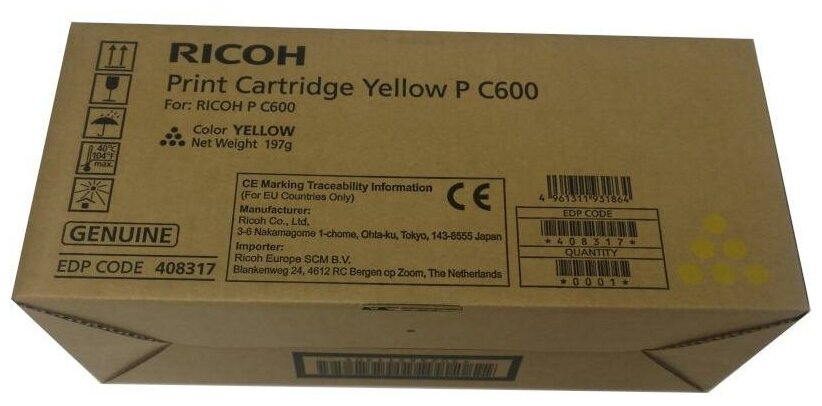 RICOH
Print Cartridge Yellow P C600
For: RICOH P C600
Color YELLOW
Net Weight 197g
40°C
104°F
max.
GENUINE
EDP CODE 408317
CE Marking Traceability Information
(For EU Countries Only)
CE
Manufacturer:
Ricoh Co., Ltd.
3-6 Nakamagome 1-chome, Ohta-ku, Tokyo, 143-8555 Japan
Importer:
Ricoh Europe SCM B.V.
Blankenweg 24, 4612 RC Bergen op Zoom, The Netherlands
4 961311 931864
EDP CODE
*408317*
QUANTITY
*0001*